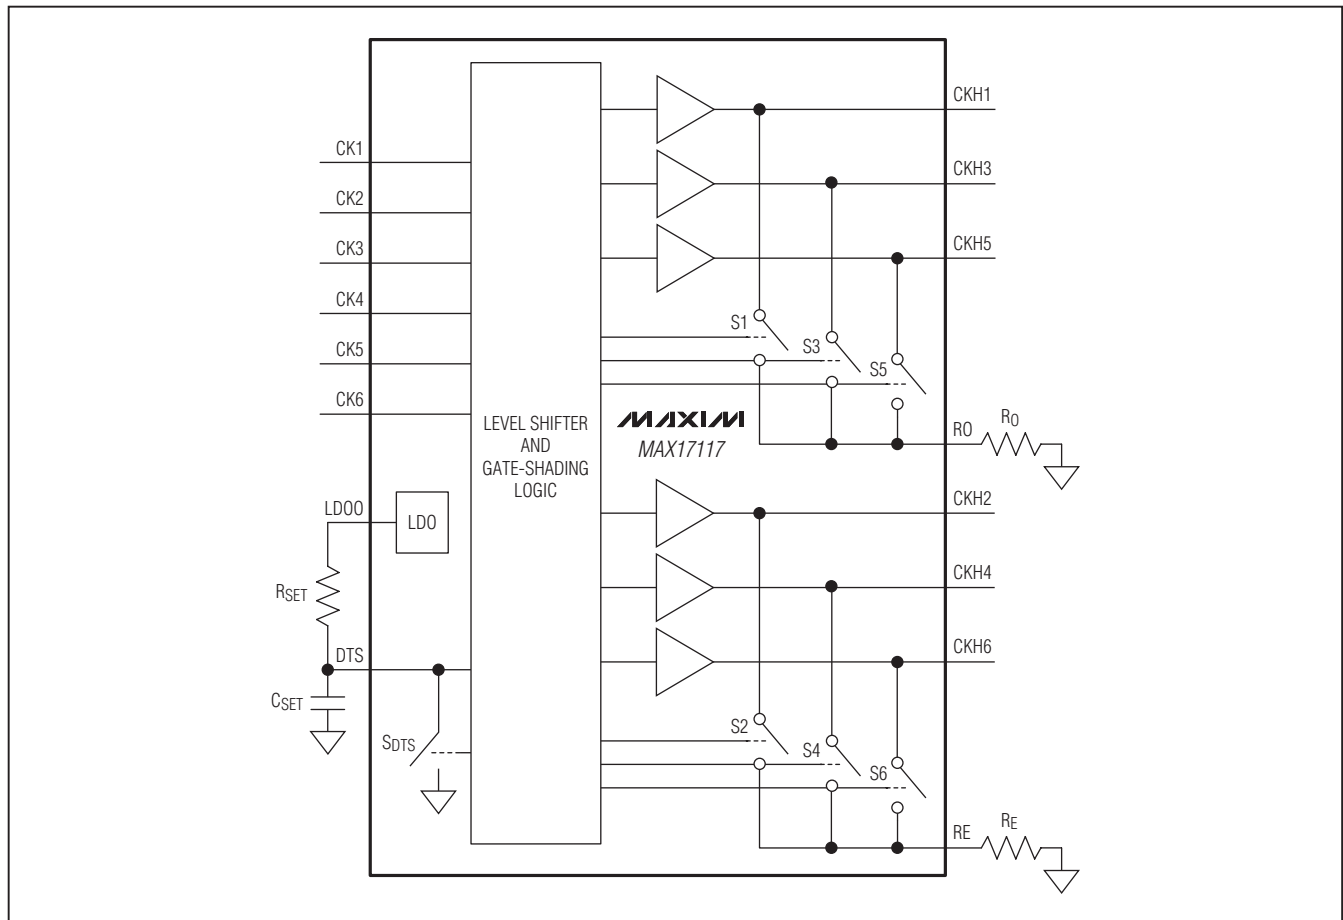 CKH1
CK1
CKH3
CK2
CK3
CKH5
CK4
S1
S3
CK5
S5
CK6
LEVEL SHIFTER
AND
GATE-SHADING
LOGIC
MAXIM
MAX17117
RO
RO
LDOO
LDO
CKH2
RSET
CKH4
DTS
CKH6
CSET
SDTS
S2
S4
S6
RE
RE